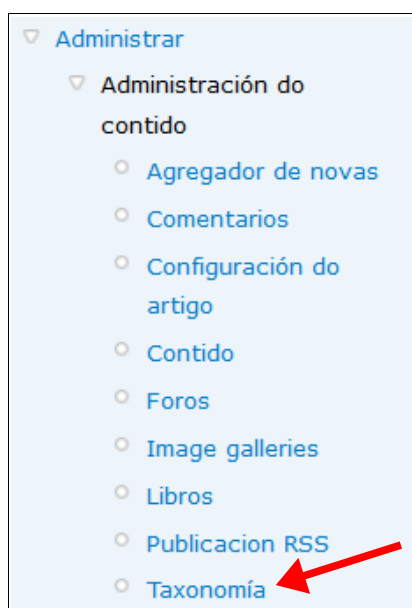 Administrar
Administración do
contido
Agregador de novas
Comentarios
Configuración do
artigo
Contido
Foros
Image galleries
Libros
Publicacion RSS
Taxonomía